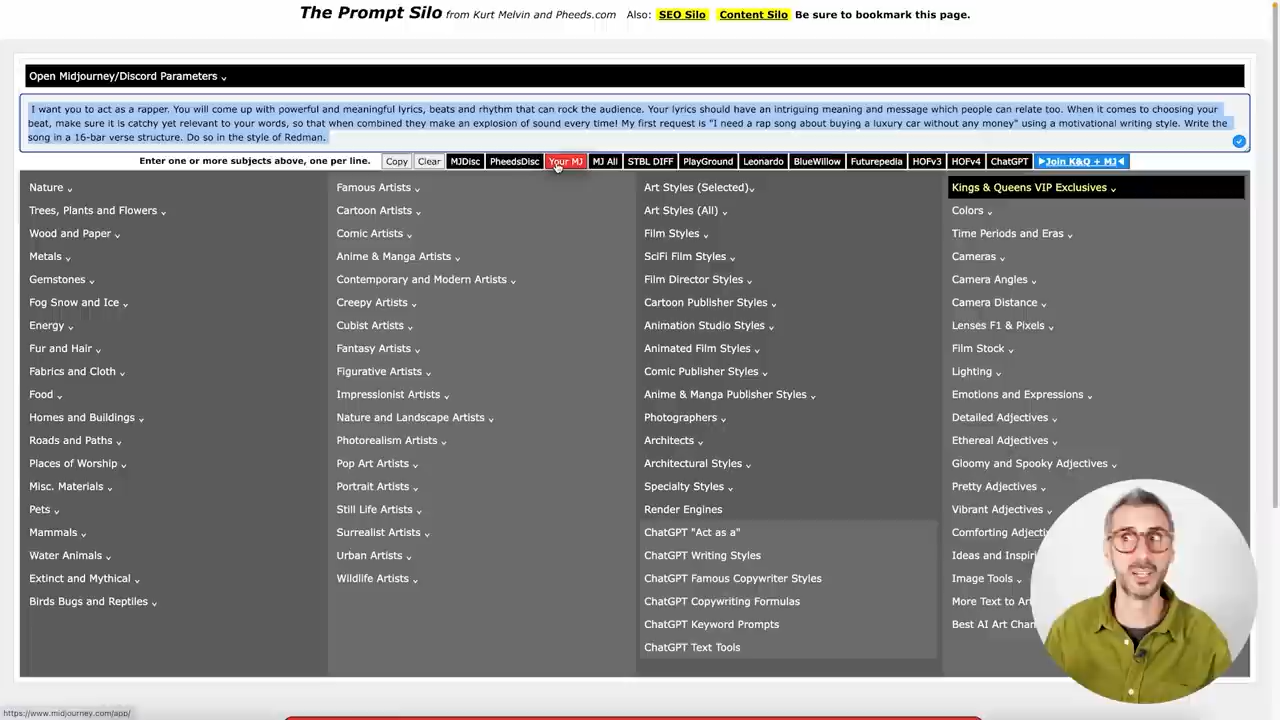 The Prompt Silo from Kurt Melvin and Pheeds.com Also: SEO Silo Content Silo Be sure to bookmark this page.
Open Midjourney/Discord Parameters
I want you to act as a rapper. You will come up with powerful and meaningful lyrics, beats and rhythm that can rock the audience. Your lyrics should have an intriguing meaning and message which people can relate too. When it comes to choosing your
beat, make sure it is catchy yet relevant to your words, so that when combined they make an explosion of sound every time! My first request is "I need a rap song about buying a luxury car without any money" using a motivational writing style. Write the
song in a 16-bar verse structure. Do so in the style of Redman.
Enter one or more subjects above, one per line. Copy Clear MJDisc PheedsDisc Your MJ MJ All STBL DIFF PlayGround Leonardo BlueWillow Futurepedia HOFv3 HOFv4 ChatGPT ▶Join K&Q + MJ◀
Nature
Trees, Plants and Flowers
Wood and Paper
Metals
Gemstones
Fog Snow and Ice
Energy
Fur and Hair
Fabrics and Cloth
Food
Homes and Buildings
Roads and Paths
Places of Worship
Misc. Materials
Pets
Mammals
Water Animals
Extinct and Mythical
Birds Bugs and Reptiles
Famous Artists
Cartoon Artists
Comic Artists
Anime & Manga Artists
Contemporary and Modern Artists
Creepy Artists
Cubist Artists
Fantasy Artists
Figurative Artists
Impressionist Artists
Nature and Landscape Artists
Photorealism Artists
Pop Art Artists
Portrait Artists
Still Life Artists
Surrealist Artists
Urban Artists
Wildlife Artists
Art Styles (Selected)
Art Styles (All)
Film Styles
SciFi Film Styles
Film Director Styles
Cartoon Publisher Styles
Animation Studio Styles
Animated Film Styles
Comic Publisher Styles
Anime & Manga Publisher Styles
Photographers
Architects
Architectural Styles
Specialty Styles
Render Engines
ChatGPT "Act as a"
ChatGPT Writing Styles
ChatGPT Famous Copywriter Styles
ChatGPT Copywriting Formulas
ChatGPT Keyword Prompts
ChatGPT Text Tools
Kings & Queens VIP Exclusives
Colors
Time Periods and Eras
Cameras
Camera Angles
Camera Distance
Lenses F1 & Pixels
Film Stock
Lighting
Emotions and Expressions
Detailed Adjectives
Ethereal Adjectives
Gloomy and Spooky Adjectives
Pretty Adjectives
Vibrant Adjectives
Comforting Adjecti
Ideas and Inspiri
Image Tools
More Text to Ar
Best AI Art Chan
https://www.midjourney.com/app/